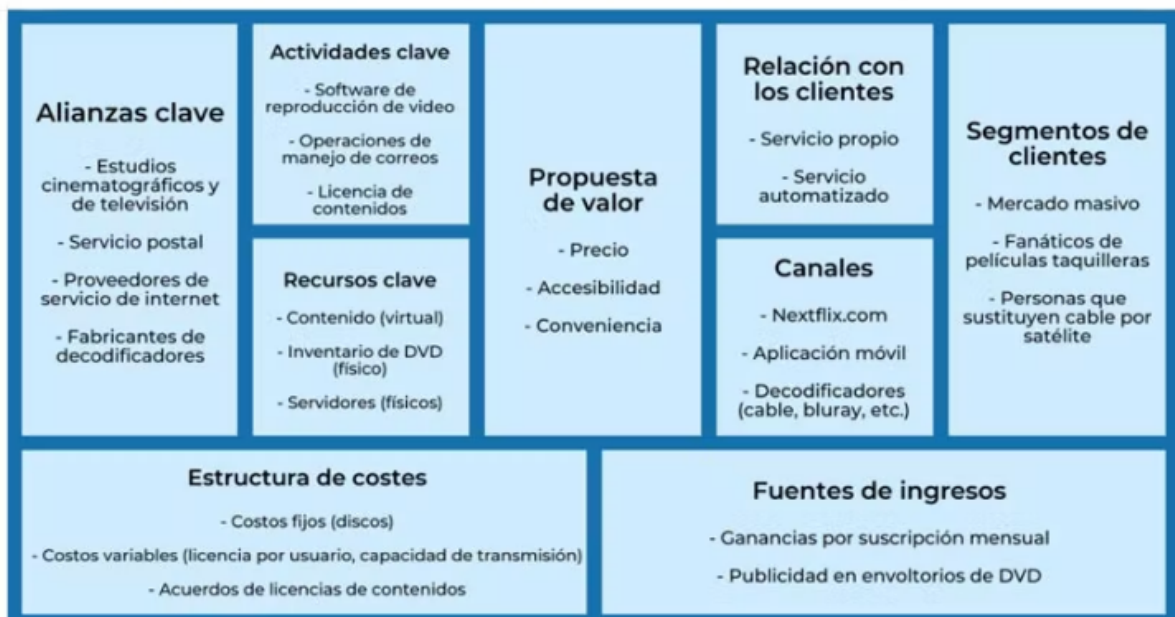 Alianzas clave
- Estudios
cinematográficos y
de televisión
- Servicio postal
- Proveedores de
servicio de internet
- Fabricantes de
decodificadores
Actividades clave
- Software de
reproducción de video
- Operaciones de
manejo de correos
- Licencia de
contenidos
Recursos clave
- Contenido (virtual)
- Inventario de DVD
(físico)
- Servidores (físicos)
Propuesta
de valor
- Precio
- Accesibilidad
- Conveniencia
Relación con
los clientes
- Servicio propio
- Servicio
automatizado
Canales
- Nextflix.com
- Aplicación móvil
- Decodificadores
(cable, bluray, etc.)
Segmentos de
clientes
- Mercado masivo
- Fanáticos de
películas taquilleras
- Personas que
sustituyen cable por
satélite
Estructura de costes
- Costos fijos (discos)
- Costos variables (licencia por usuario, capacidad de transmisión)
- Acuerdos de licencias de contenidos
Fuentes de ingresos
- Ganancias por suscripción mensual
- Publicidad en envoltorios de DVD